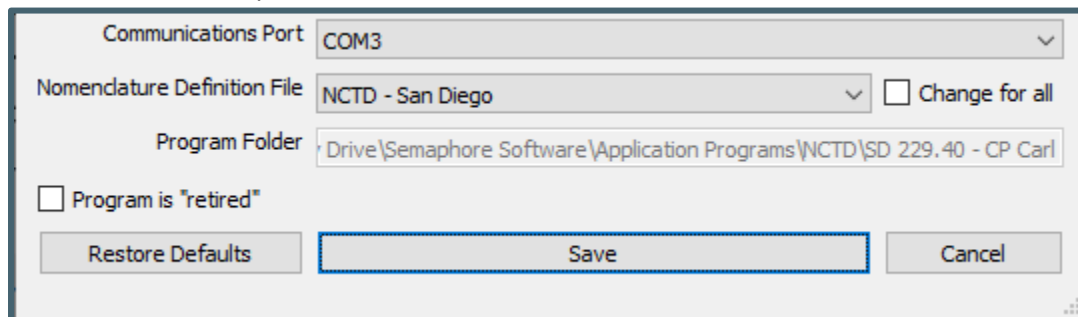 Communications Port COM3
Nomenclature Definition File NCTD - San Diego Change for all
Program Folder Drive\Semaphore Software\Application Programs\NCTD\SD 229.40 - CP Carl
Program is "retired"
Restore Defaults Save Cancel